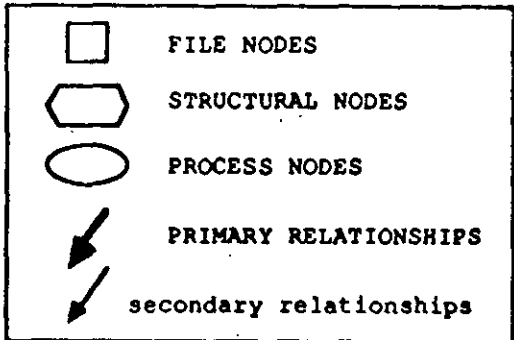 FILE NODES
STRUCTURAL NODES
PROCESS NODES
PRIMARY RELATIONSHIPS
secondary relationships